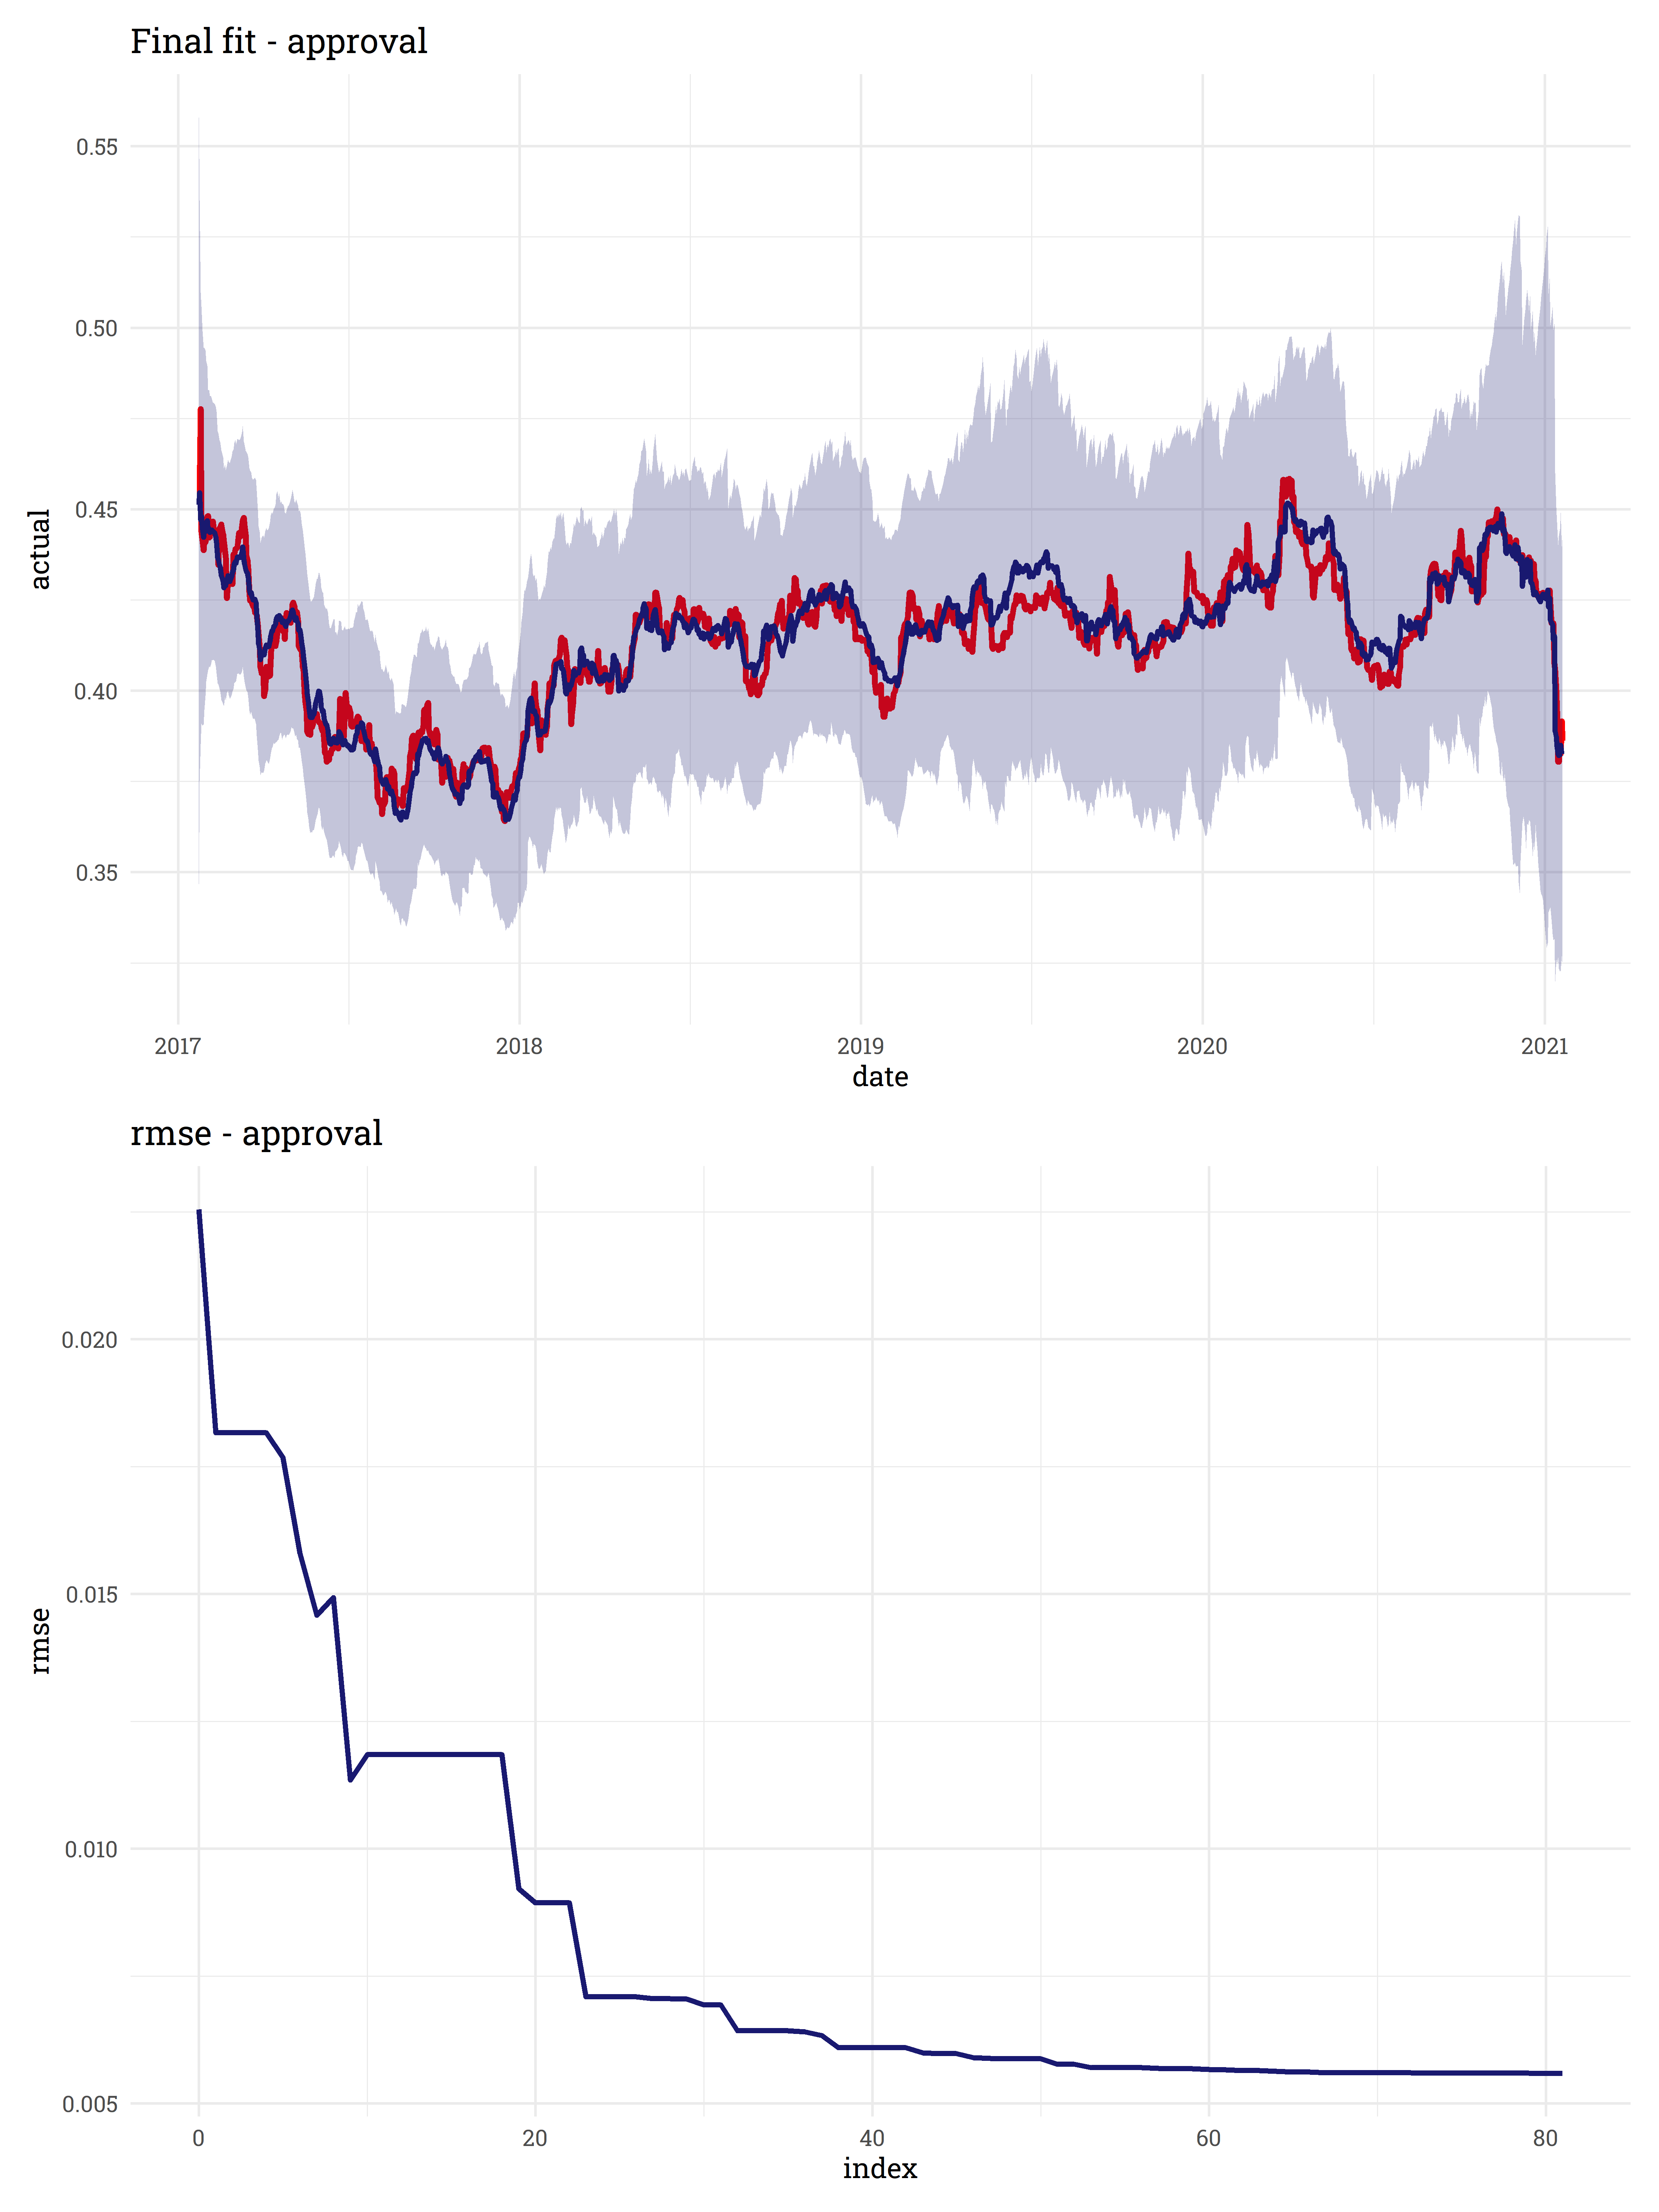 Final fit - approval
0.55
0.50
0.45
0.40
0.35
actual
2017 2018 2019 2020 2021
date
rmse - approval
0.020
0.015
0.010
0.005
rmse
0 20 40 60 80
index